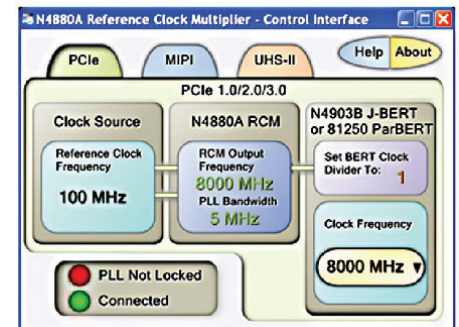 N4880A Reference Clock Multiplier - Control Interface
PCIe
MIPI
UHS-II
Help
About
PCIe 1.0/2.0/3.0
Clock Source
Reference Clock
Frequency
100 MHz
N4880A RCM
RCM Output
Frequency
8000 MHz
PLL Bandwidth
5 MHz
N4903B J-BERT
or 81250 ParBERT
Set BERT Clock
Divider To: 1
Clock Frequency
8000 MHz
PLL Not Locked
Connected